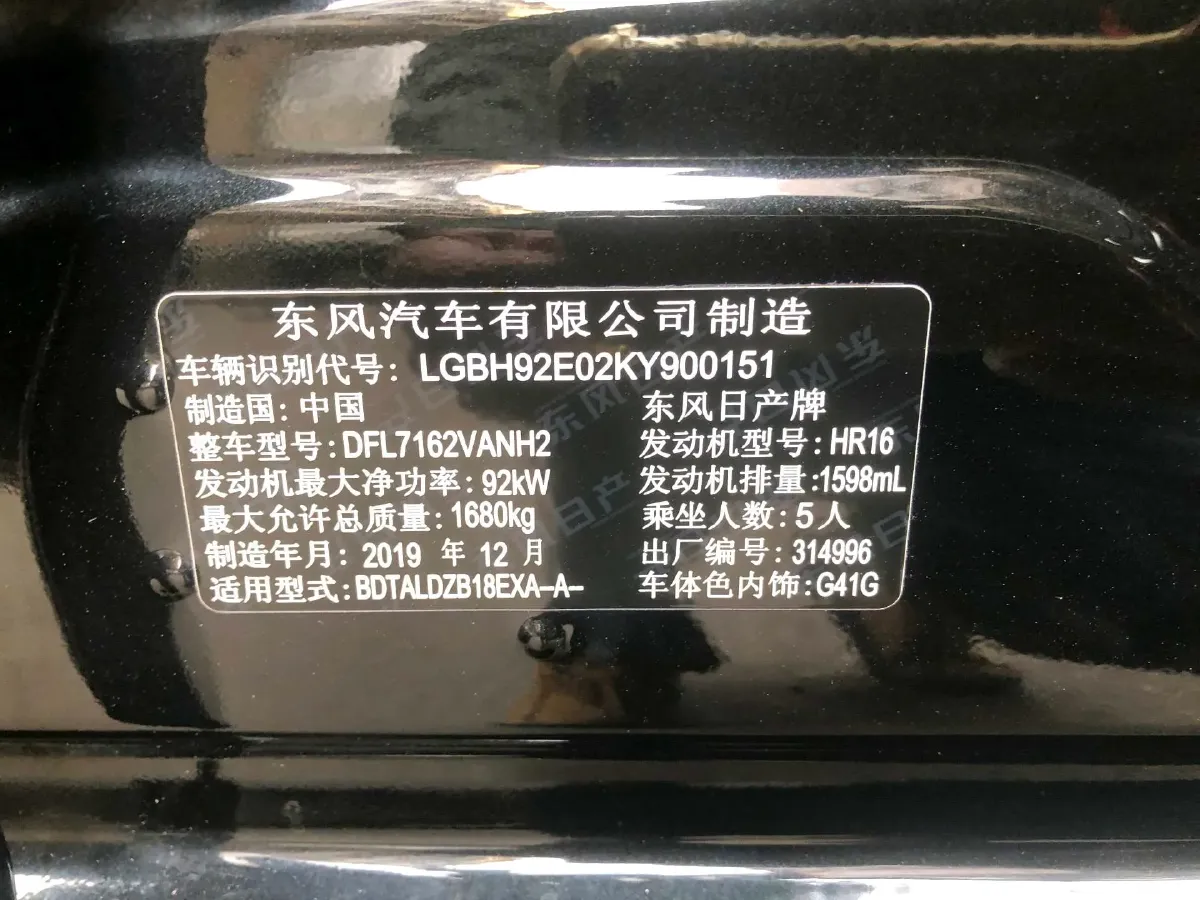 东风汽车有限公司制造
车辆识别代号：LGBH92E02KY900151
制造国：中国 东风日产牌
整车型号：DFL7162VANH2 发动机型号：HR16
发动机最大净功率：92kW 发动机排量：1598mL
最大允许总质量：1680kg 乘坐人数：5人
制造年月：2019 年 12 月 出厂编号：314996
适用型式：BDTALDZB18EXA-A- 车体色内饰：G41G